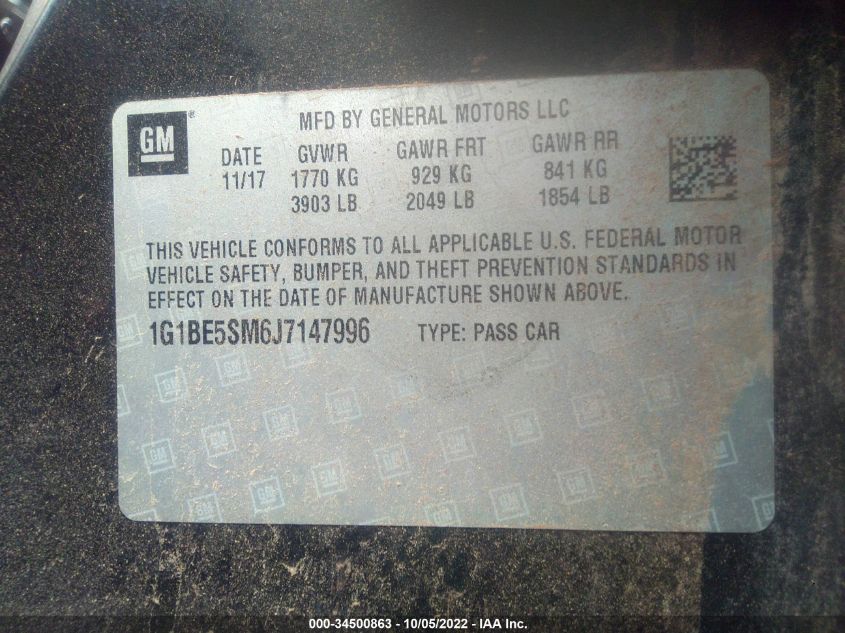 GM ®
MFD BY GENERAL MOTORS LLC
DATE GVWR GAWR FRT GAWR RR
11/17 1770 KG 929 KG 841 KG
3903 LB 2049 LB 1854 LB
THIS VEHICLE CONFORMS TO ALL APPLICABLE U.S. FEDERAL MOTOR
VEHICLE SAFETY, BUMPER, AND THEFT PREVENTION STANDARDS IN
EFFECT ON THE DATE OF MANUFACTURE SHOWN ABOVE.
1G1BE5SM6J7147996 TYPE: PASS CAR
000-34500863 - 10/05/2022 - IAA Inc.